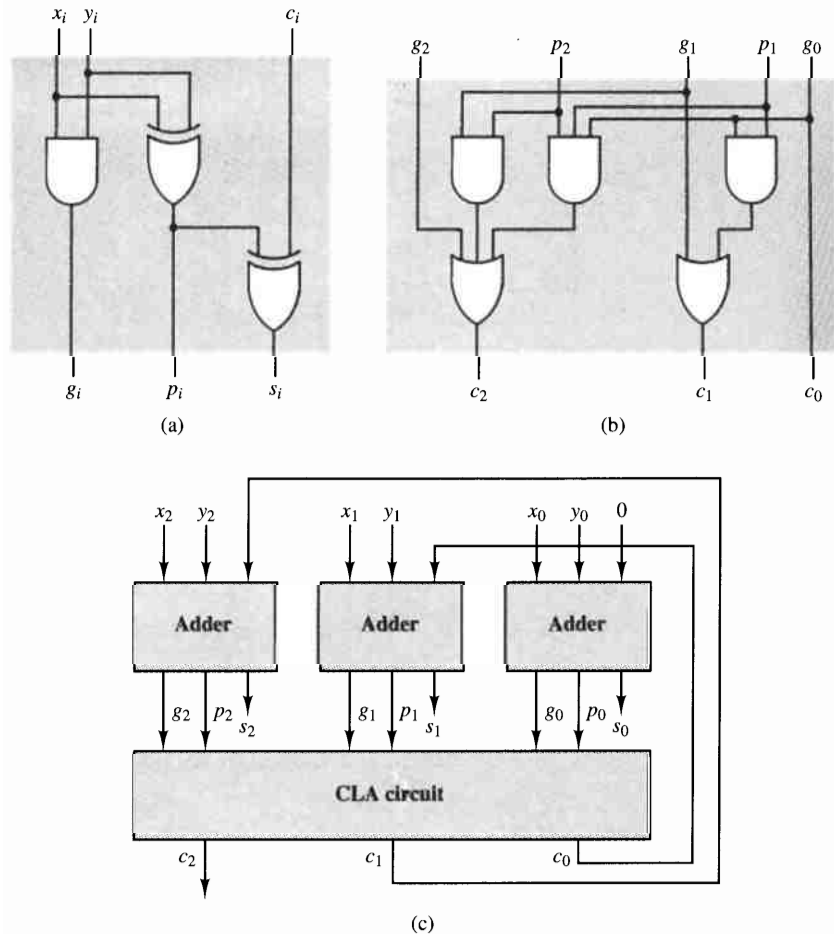 xᵢ yᵢ cᵢ
g₂ p₂ g₁ p₁ g₀
gᵢ pᵢ sᵢ
c₂ c₁ c₀
(a)
(b)
x₂ y₂ x₁ y₁ x₀ y₀ 0
Adder Adder Adder
g₂ p₂ s₂ g₁ p₁ s₁ g₀ p₀ s₀
CLA circuit
c₂ c₁ c₀
(c)